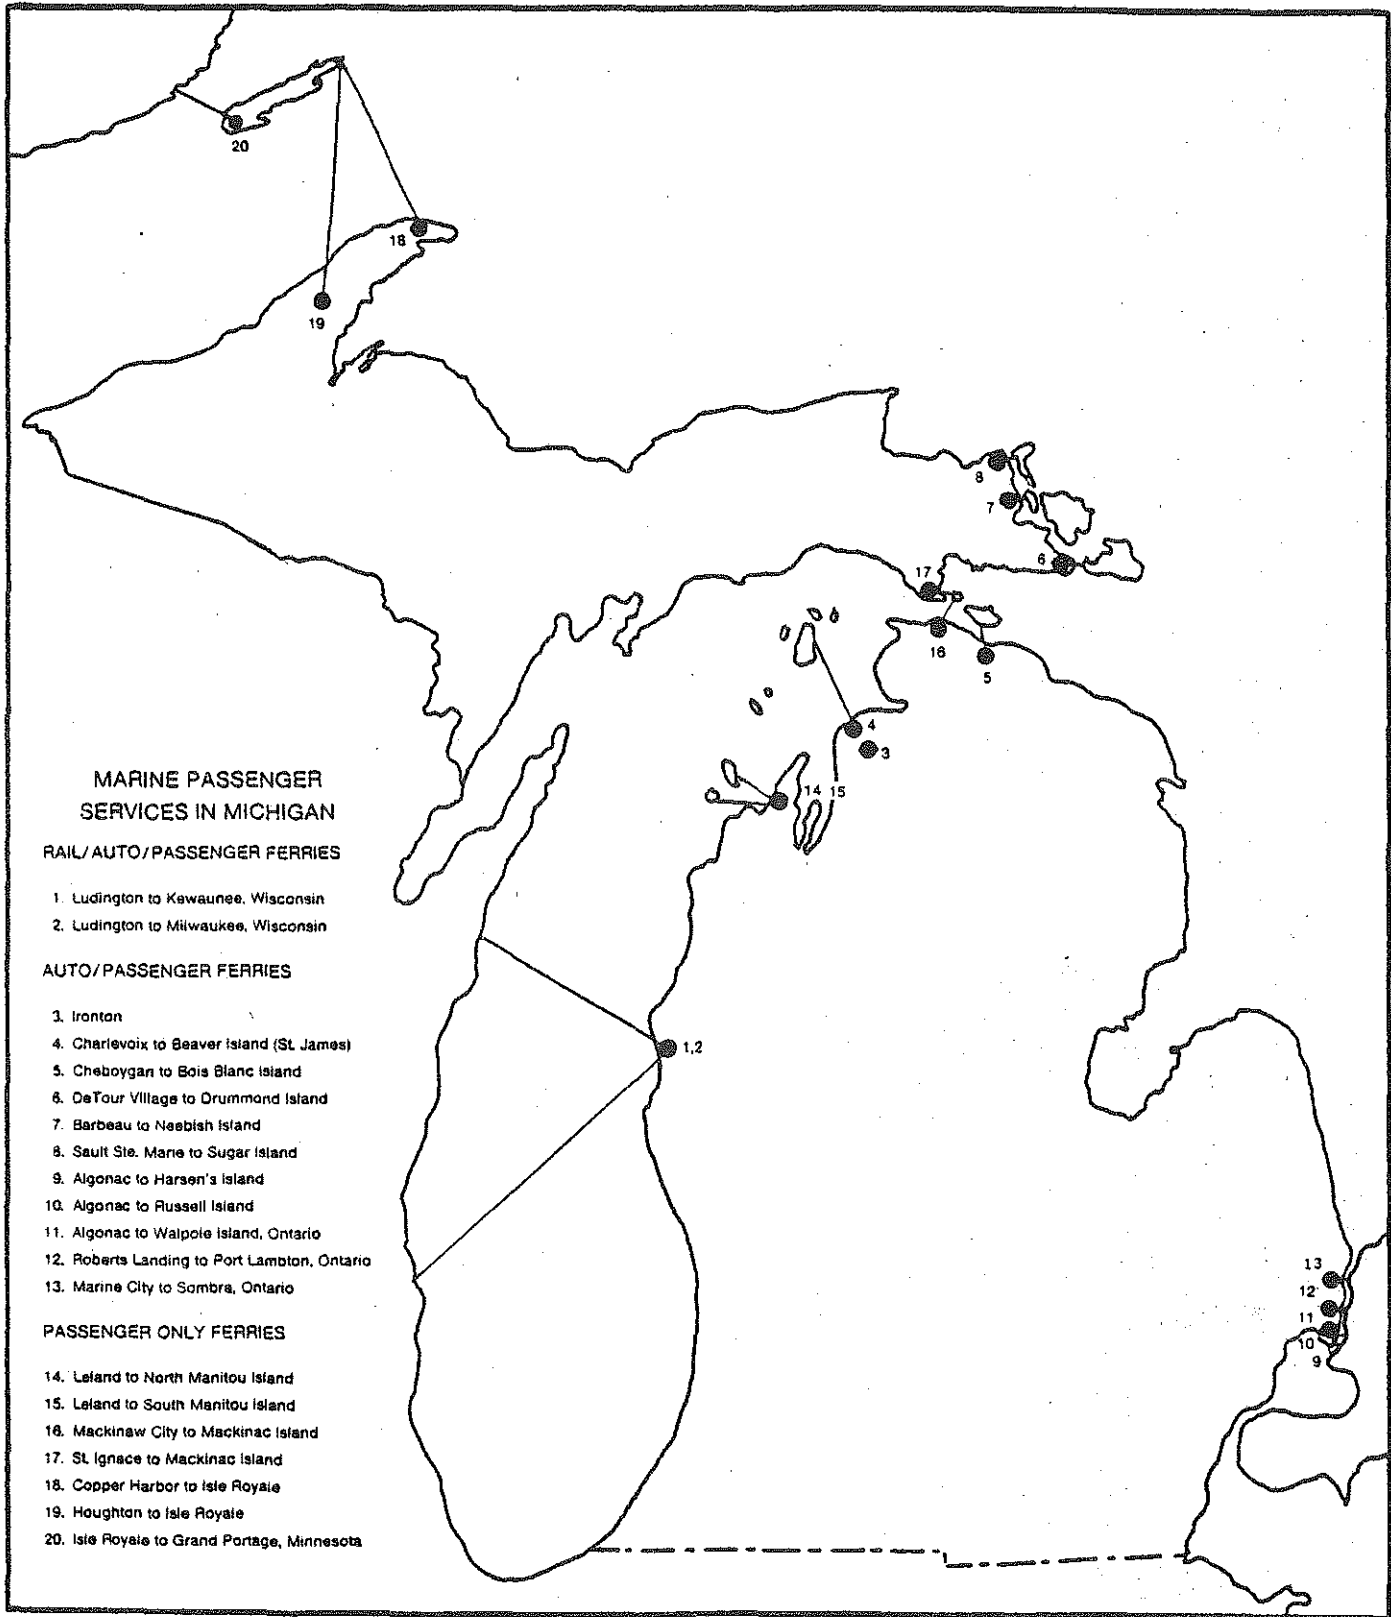 20
18
19
8
7
6
17
16
5
4
3
14 15
MARINE PASSENGER
SERVICES IN MICHIGAN
RAIL/AUTO/PASSENGER FERRIES
1. Ludington to Kewaunee, Wisconsin
2. Ludington to Milwaukee, Wisconsin
AUTO/PASSENGER FERRIES
3. Ironton
4. Charlevoix to Beaver Island (St. James)
5. Cheboygan to Bois Blanc Island
6. DeTour Village to Drummond Island
7. Barbeau to Neebish Island
8. Sault Ste. Marie to Sugar Island
9. Algonac to Harsen's Island
10. Algonac to Russell Island
11. Algonac to Walpole Island, Ontario
12. Roberts Landing to Port Lambton, Ontario
13. Marine City to Sombra, Ontario
PASSENGER ONLY FERRIES
14. Leland to North Manitou Island
15. Leland to South Manitou Island
16. Mackinaw City to Mackinac Island
17. St. Ignace to Mackinac Island
18. Copper Harbor to Isle Royale
19. Houghton to Isle Royale
20. Isle Royale to Grand Portage, Minnesota
1,2
13
12
11
10
9